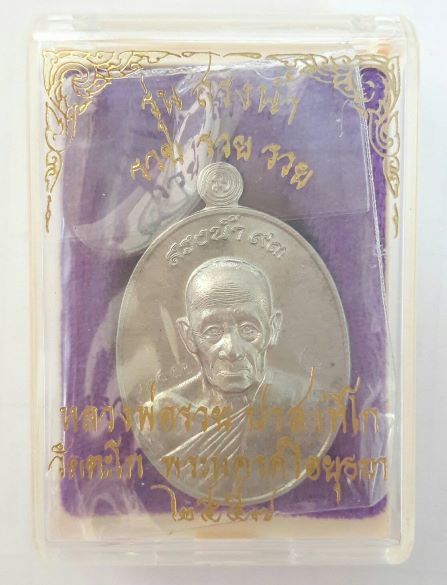 รุ่น สรงน้ำ
รวย รวย รวย
สรงน้ำ ๙๓
หลวงพ่อรวย ปาสาทิโก
วัดตะโก พระนครศรีอยุธยา
๒๕๕๗